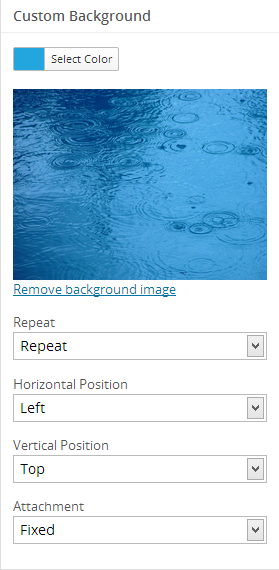 Custom Background
Select Color
Remove background image
Repeat
Repeat
Horizontal Position
Left
Vertical Position
Top
Attachment
Fixed